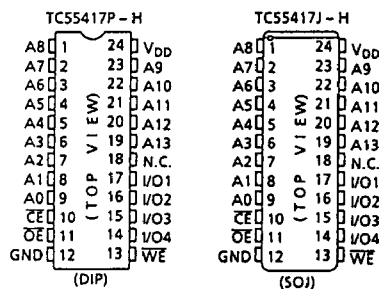 TC55417P – H
A8 1 24 VDD
A7 2 23 A9
A6 3 22 A10
A5 4 21 A11
A4 5 20 A12
A3 6 19 A13
A2 7 18 N.C.
A1 8 17 I/O1
A0 9 16 I/O2
CE 10 15 I/O3
OE 11 14 I/O4
GND 12 13 WE
(TOP VIEW)
(DIP)
TC55417J – H
A8 1 24 VDD
A7 2 23 A9
A6 3 22 A10
A5 4 21 A11
A4 5 20 A12
A3 6 19 A13
A2 7 18 N.C.
A1 8 17 I/O1
A0 9 16 I/O2
CE 10 15 I/O3
OE 11 14 I/O4
GND 12 13 WE
(TOP VIEW)
(SOJ)